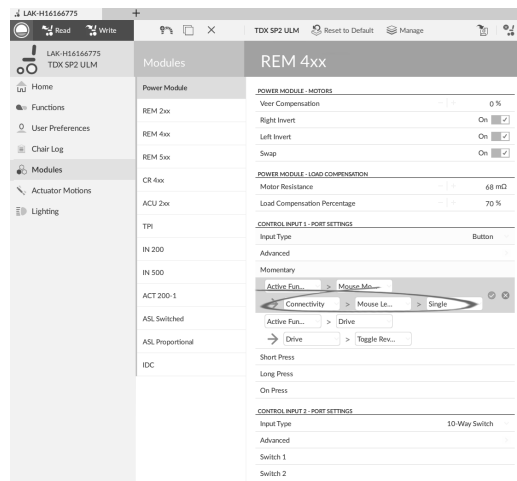 LAK-H16166775 +
Read Write TDX SP2 ULM Reset to Default Manage
LAK-H16166775
TDX SP2 ULM
Home
Functions
User Preferences
Chair Log
Modules
Actuator Motions
Lighting
Modules
Power Module
REM 2xx
REM 4xx
REM 5xx
CR 4xx
ACU 2xx
TPI
IN 200
IN 500
ACT 200-1
ASL Switched
ASL Proportional
IDC
REM 4xx
POWER MODULE - MOTORS
Veer Compensation - + 0 %
Right Invert On
Left Invert On
Swap On
POWER MODULE - LOAD COMPENSATION
Motor Resistance - + 68 mΩ
Load Compensation Percentage - + 70 %
CONTROL INPUT 1 - PORT SETTINGS
Input Type Button
Advanced
Momentary
Active Fun... > Mouse Mo...
Connectivity > Mouse Le... > Single
Active Fun... > Drive
Drive > Toggle Rev...
Short Press
Long Press
On Press
CONTROL INPUT 2 - PORT SETTINGS
Input Type 10-Way Switch
Advanced
Switch 1
Switch 2